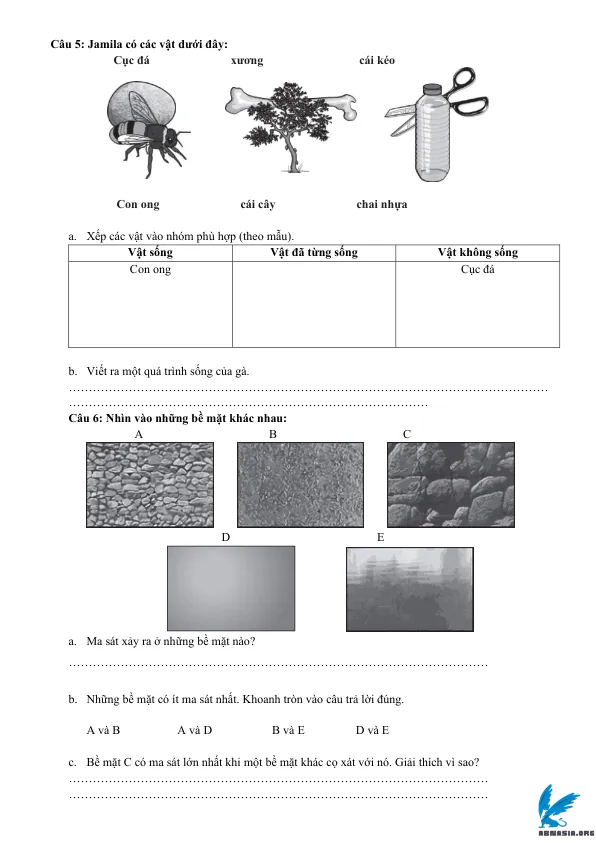 Câu 5: Jamila có các vật dưới đây:
Cục đá xương cái kéo
Con ong cái cây chai nhựa
a. Xếp các vật vào nhóm phù hợp (theo mẫu).
Vật sống Vật đã từng sống Vật không sống
Con ong Cục đá
b. Viết ra một quá trình sống của gà.
………………………………………………………………………………………………………
……………………………………………………………………………
Câu 6: Nhìn vào những bề mặt khác nhau:
A B C
D E
a. Ma sát xảy ra ở những bề mặt nào?
…………………………………………………………………………………………
b. Những bề mặt có ít ma sát nhất. Khoanh tròn vào câu trả lời đúng.
A và B A và D B và E D và E
c. Bề mặt C có ma sát lớn nhất khi một bề mặt khác cọ xát với nó. Giải thích vì sao?
…………………………………………………………………………………………
…………………………………………………………………………………………
ABMASIA.ORG